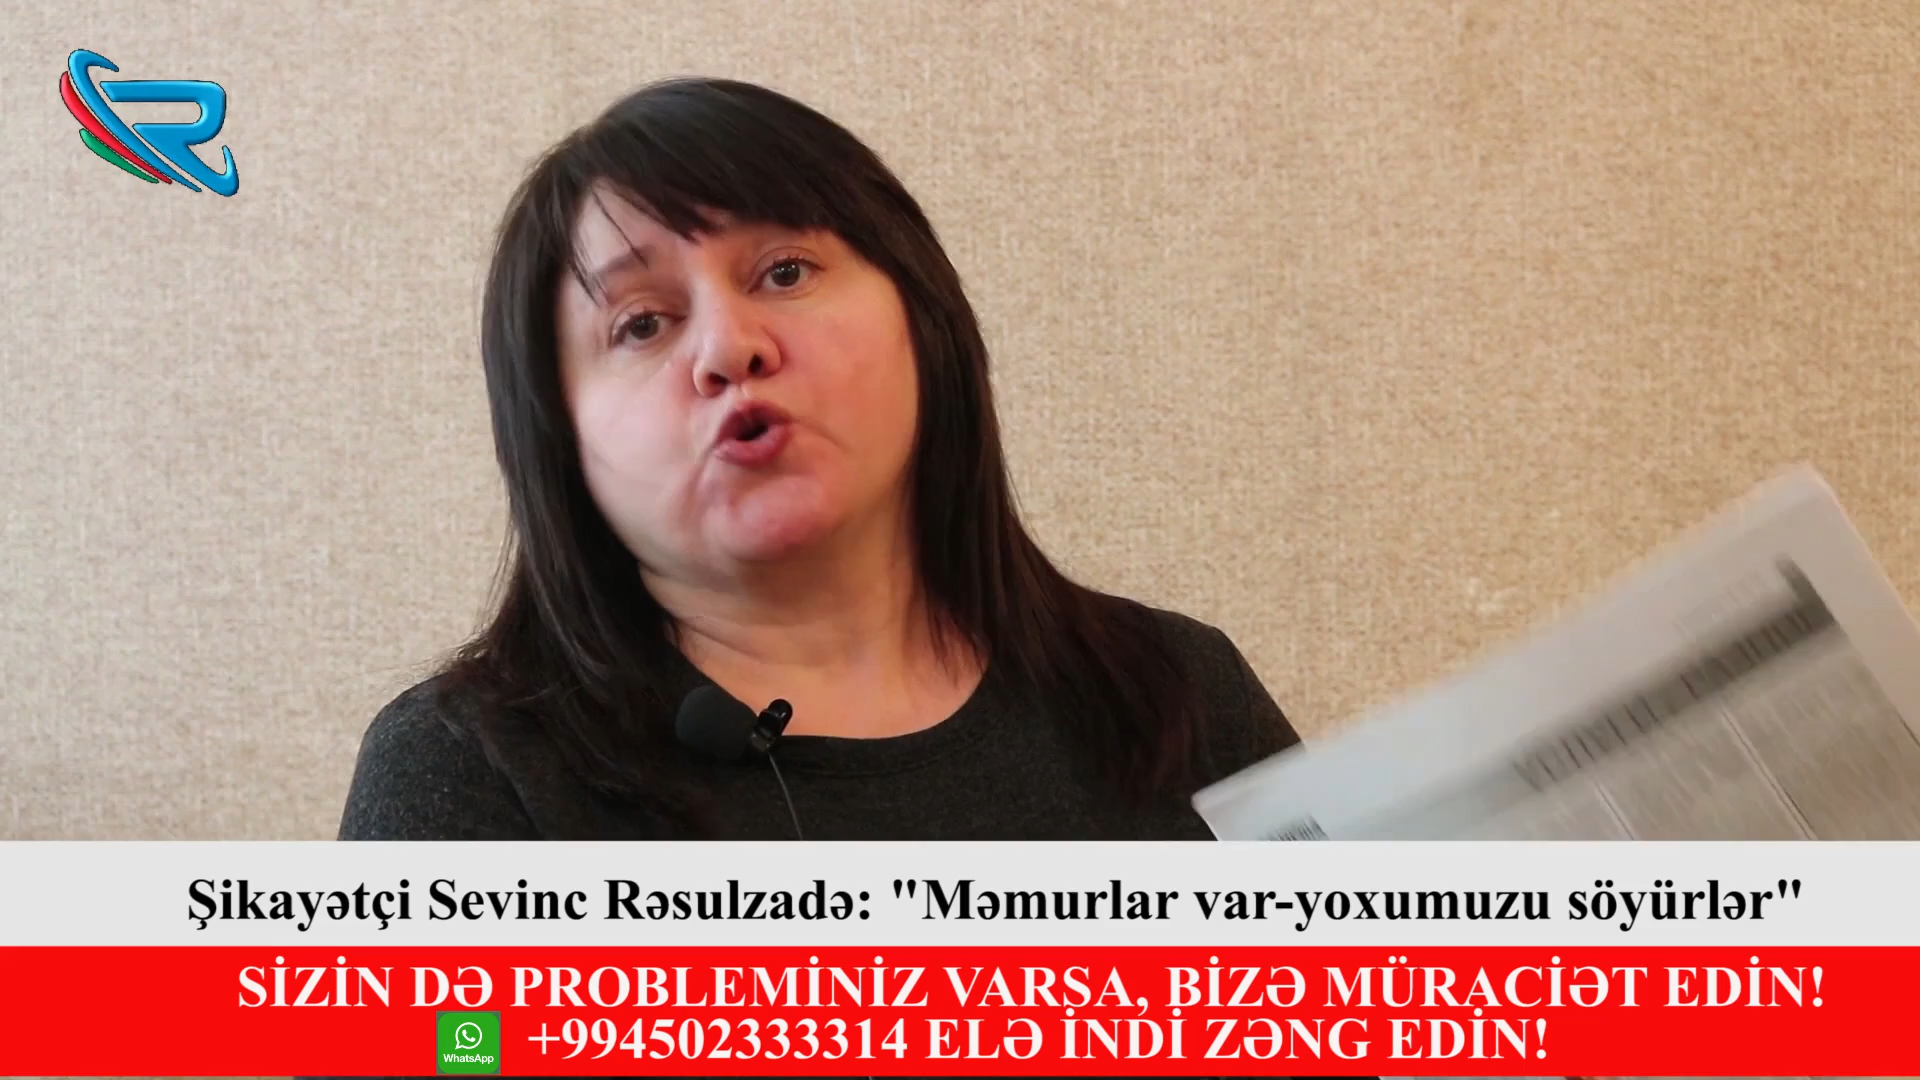 Şikayətçi Sevinc Rəsulzadə: "Məmurlar var-yoxumuzu söyürlər"
SİZİN DƏ PROBLEMİNİZ VARSA, BİZƏ MÜRACİƏT EDİN!
WhatsApp +994502333314 ELƏ İNDİ ZƏNG EDİN!